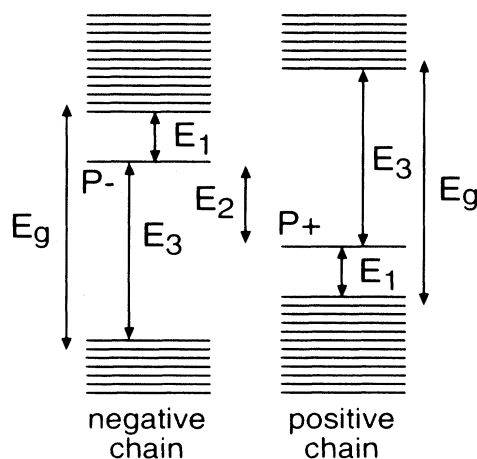 E1
P-
Eg
E3
E2
P+
E3
Eg
E1
negative
chain
positive
chain